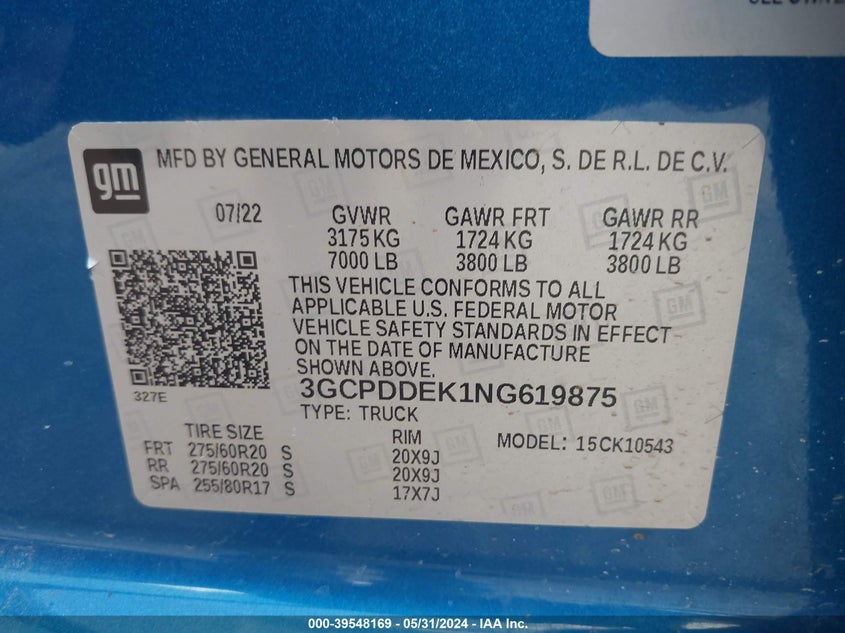 gm
MFD BY GENERAL MOTORS DE MEXICO, S. DE R.L. DE C.V.
07/22 GVWR GAWR FRT GAWR RR
3175 KG 1724 KG 1724 KG
7000 LB 3800 LB 3800 LB
THIS VEHICLE CONFORMS TO ALL
APPLICABLE U.S. FEDERAL MOTOR
VEHICLE SAFETY STANDARDS IN EFFECT
ON THE DATE OF MANUFACTURE
SHOWN ABOVE.
327E
3GCPDDEK1NG619875
TYPE: TRUCK
TIRE SIZE RIM MODEL: 15CK10543
FRT 275/60R20 S 20X9J
RR 275/60R20 S 20X9J
SPA 255/80R17 S 17X7J
000-39548169 - 05/31/2024 - IAA Inc.